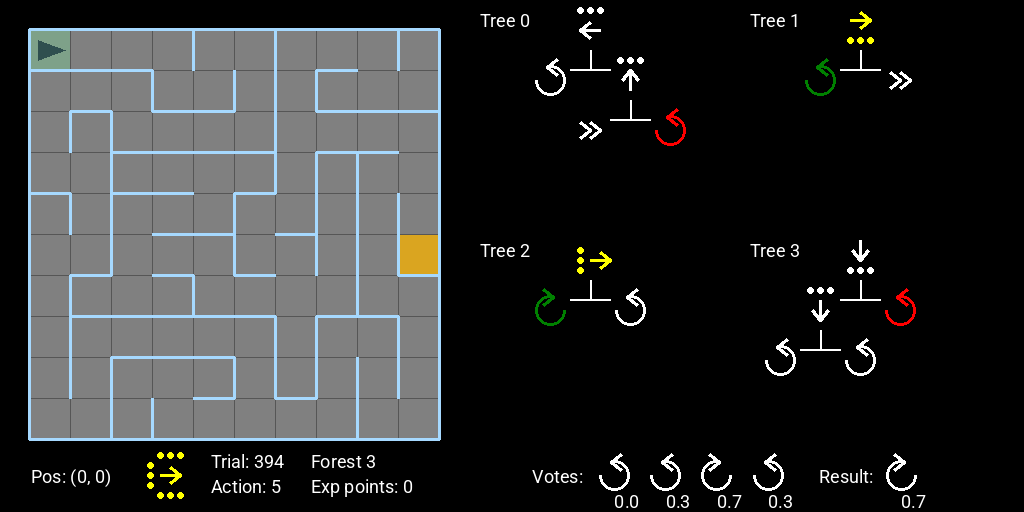 Tree 0
Tree 1
Tree 2
Tree 3
Pos: (0, 0)
Trial: 394
Forest 3
Action: 5
Exp points: 0
Votes:
0.0
0.3
0.7
0.3
Result:
0.7